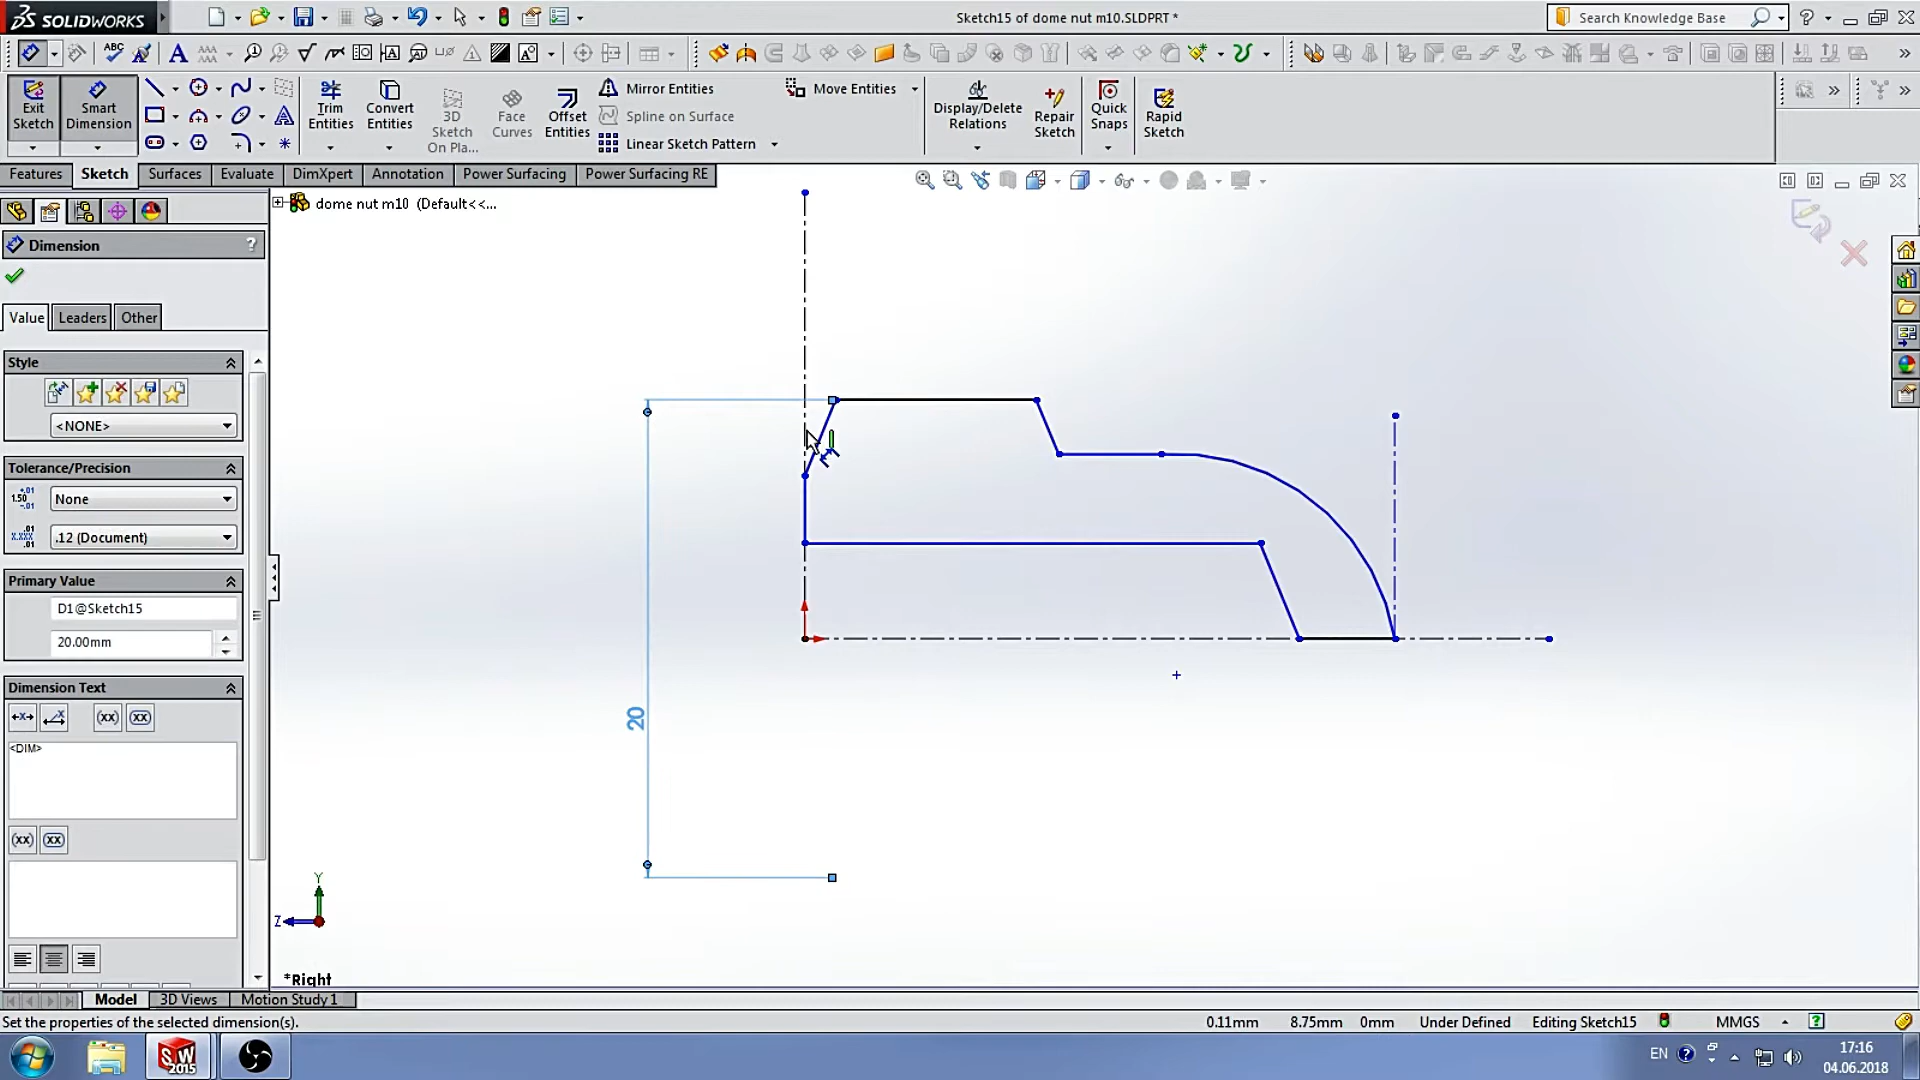 SOLIDWORKS
Sketch15 of dome nut m10.SLDPRT *
Search Knowledge Base
Exit Sketch
Smart Dimension
Trim Entities
Convert Entities
3D Sketch On Pla...
Face Curves
Offset Entities
Mirror Entities
Spline on Surface
Linear Sketch Pattern
Move Entities
Display/Delete Relations
Repair Sketch
Quick Snaps
Rapid Sketch
Features
Sketch
Surfaces
Evaluate
DimXpert
Annotation
Power Surfacing
Power Surfacing RE
dome nut m10 (Default<<...
Dimension
?
Value
Leaders
Other
Style
<NONE>
Tolerance/Precision
None
.12 (Document)
Primary Value
D1@Sketch15
20.00mm
Dimension Text
<DIM>
20
Y
Z
*Right
Model
3D Views
Motion Study 1
Set the properties of the selected dimension(s).
0.11mm
8.75mm
0mm
Under Defined
Editing Sketch15
MMGS
EN
17:16
04.06.2018